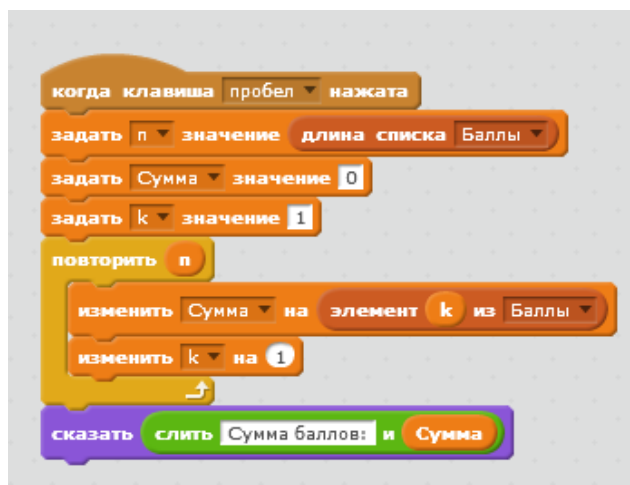 когда клавиша пробел нажата
задать n значение длина списка Баллы
задать Сумма значение 0
задать k значение 1
повторить n
изменить Сумма на элемент k из Баллы
изменить k на 1
сказать слить Сумма баллов: и Сумма